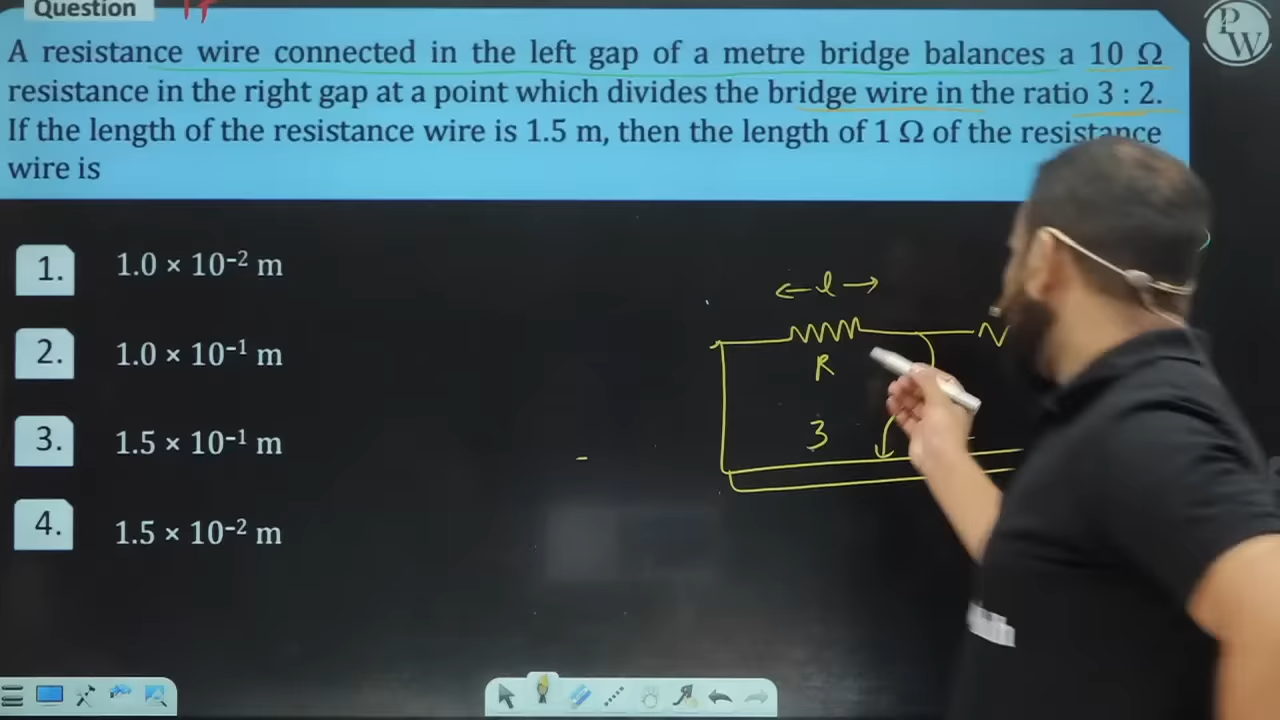 Question 17
A resistance wire connected in the left gap of a metre bridge balances a 10 Ω
resistance in the right gap at a point which divides the bridge wire in the ratio 3 : 2.
If the length of the resistance wire is 1.5 m, then the length of 1 Ω of the resistance
wire is
PW
1. 1.0 × 10⁻² m
2. 1.0 × 10⁻¹ m
3. 1.5 × 10⁻¹ m
4. 1.5 × 10⁻² m
l
R
3